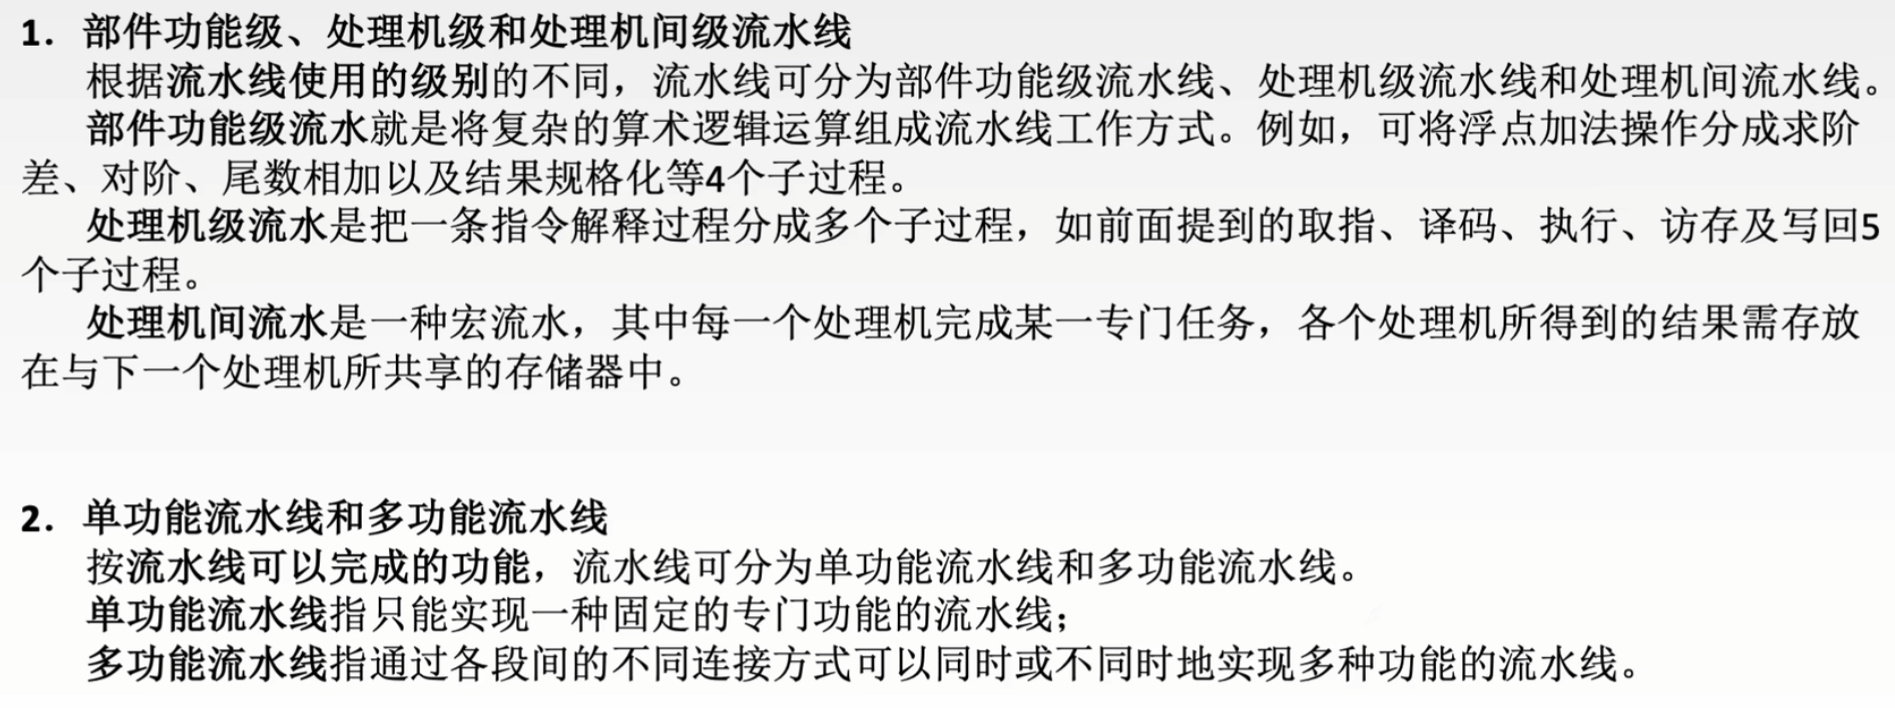 1. 部件功能级、处理机级和处理机间级流水线
根据流水线使用的级别的不同，流水线可分为部件功能级流水线、处理机级流水线和处理机间流水线。
部件功能级流水就是将复杂的算术逻辑运算组成流水线工作方式。例如，可将浮点加法操作分成求阶
差、对阶、尾数相加以及结果规格化等4个子过程。
处理机级流水是把一条指令解释过程分成多个子过程，如前面提到的取指、译码、执行、访存及写回5
个子过程。
处理机间流水是一种宏流水，其中每一个处理机完成某一专门任务，各个处理机所得到的结果需存放
在与下一个处理机所共享的存储器中。
2. 单功能流水线和多功能流水线
按流水线可以完成的功能，流水线可分为单功能流水线和多功能流水线。
单功能流水线指只能实现一种固定的专门功能的流水线；
多功能流水线指通过各段间的不同连接方式可以同时或不同时地实现多种功能的流水线。